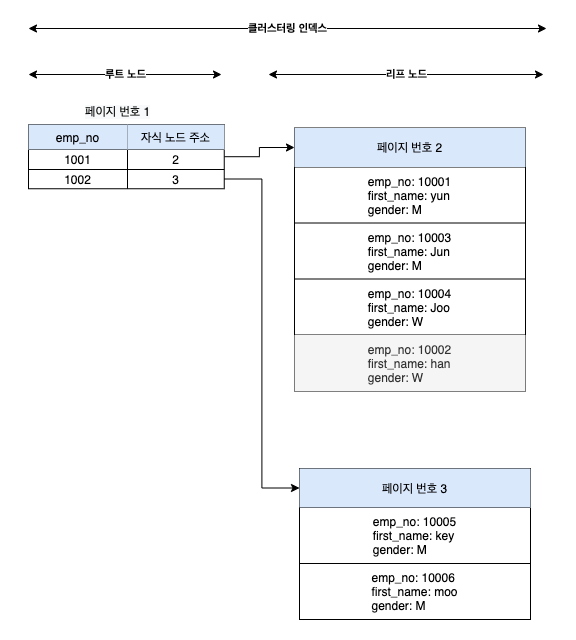 클러스터링 인덱스
루트 노드
리프 노드
페이지 번호 1
emp_no
자식 노드 주소
1001
2
1002
3
페이지 번호 2
emp_no: 10001
first_name: yun
gender: M
emp_no: 10003
first_name: Jun
gender: M
emp_no: 10004
first_name: Joo
gender: W
emp_no: 10002
first_name: han
gender: W
페이지 번호 3
emp_no: 10005
first_name: key
gender: M
emp_no: 10006
first_name: moo
gender: M